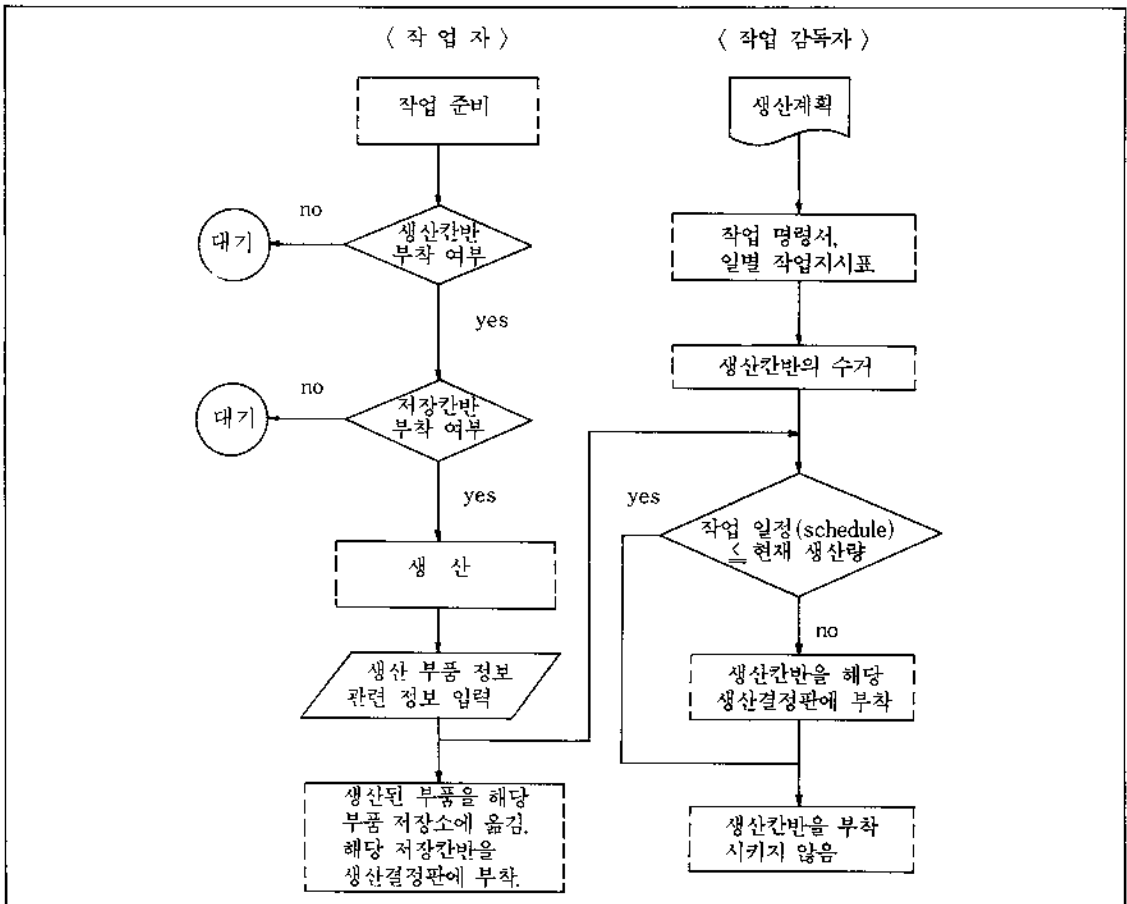 〈 작 업 자 〉
작업 준비
no
대기
생산칸반
부착 여부
yes
no
대기
저장칸반
부착 여부
yes
생 산
생산 부품 정보
관련 정보 입력
생산된 부품을 해당
부품 저장소에 옮김.
해당 저장칸반을
생산결정판에 부착.
〈 작업 감독자 〉
생산계획
작업 명령서,
일별 작업지시표
생산칸반의 수거
yes
작업 일정(schedule)
≦ 현재 생산량
no
생산칸반을 해당
생산결정판에 부착
생산칸반을 부착
시키지 않음